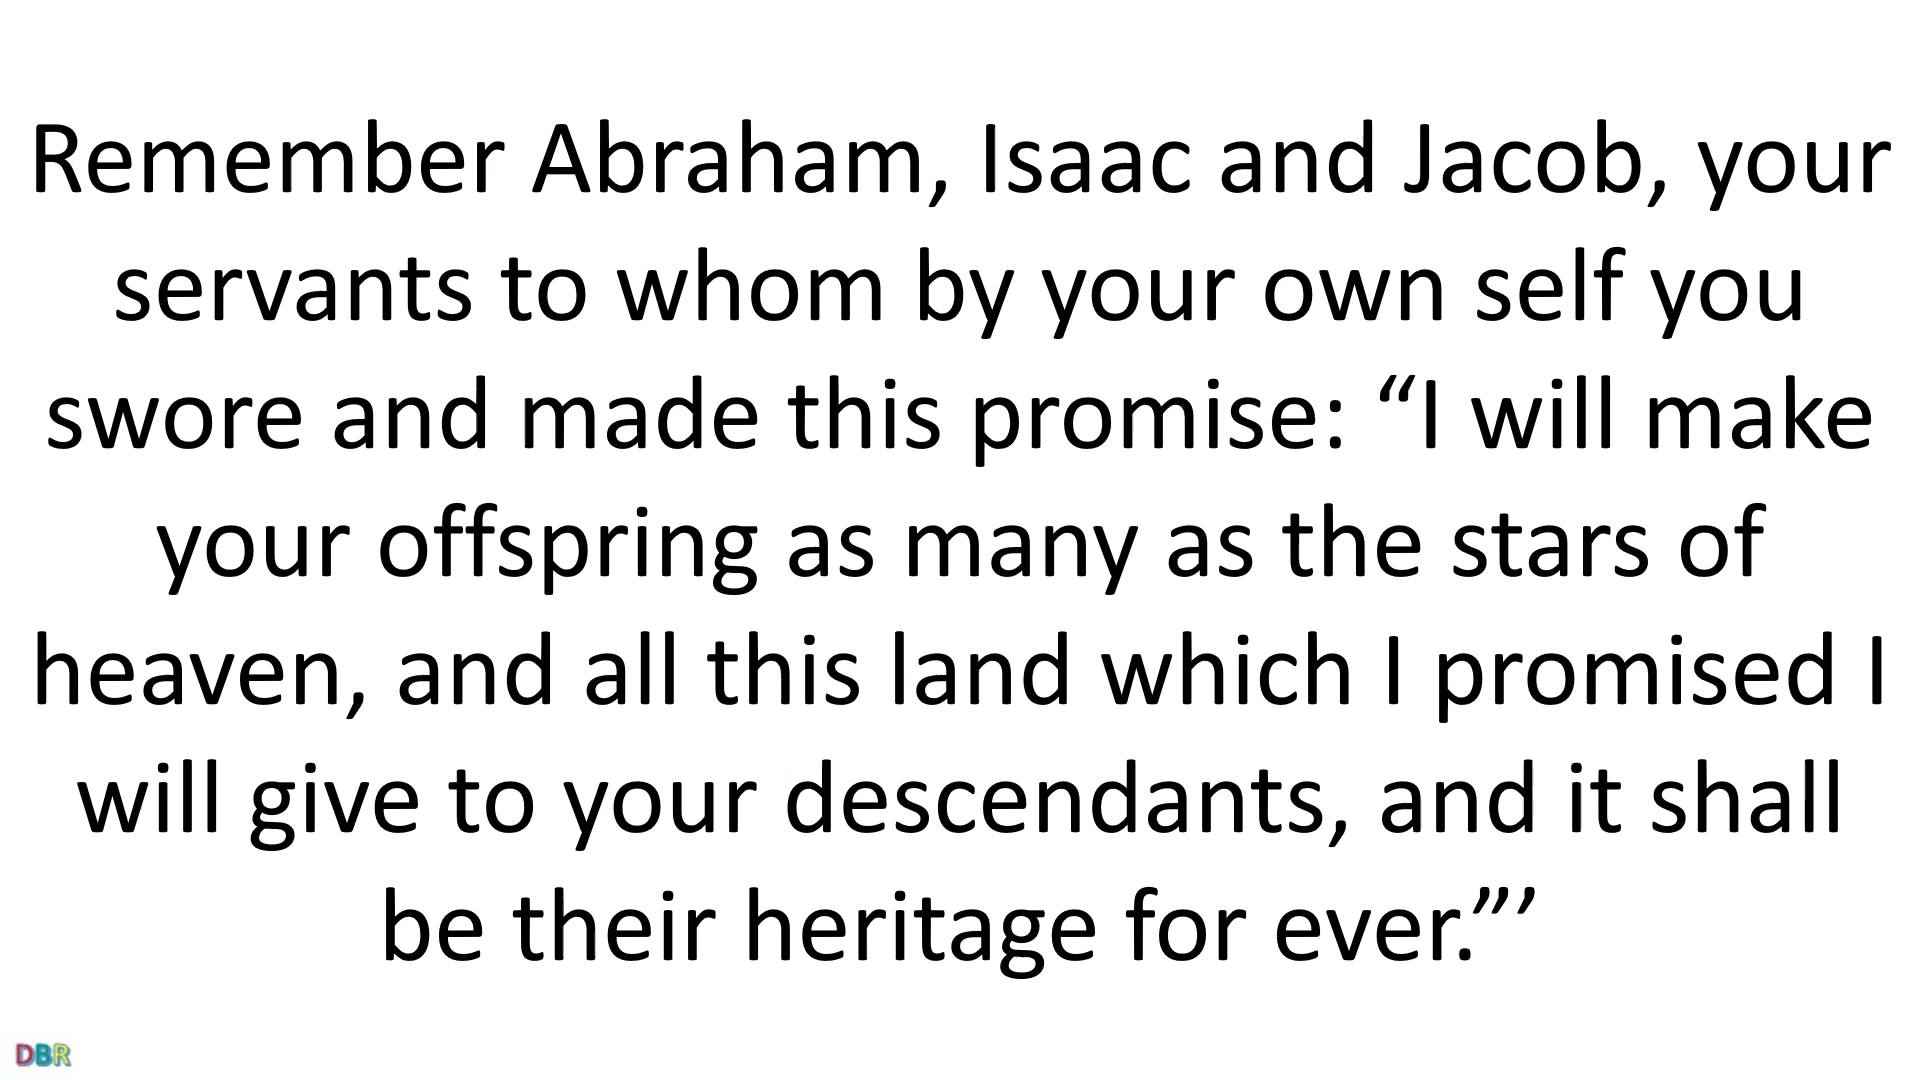 Remember Abraham, Isaac and Jacob, your
servants to whom by your own self you
swore and made this promise: “I will make
your offspring as many as the stars of
heaven, and all this land which I promised I
will give to your descendants, and it shall
be their heritage for ever.”’
DBR